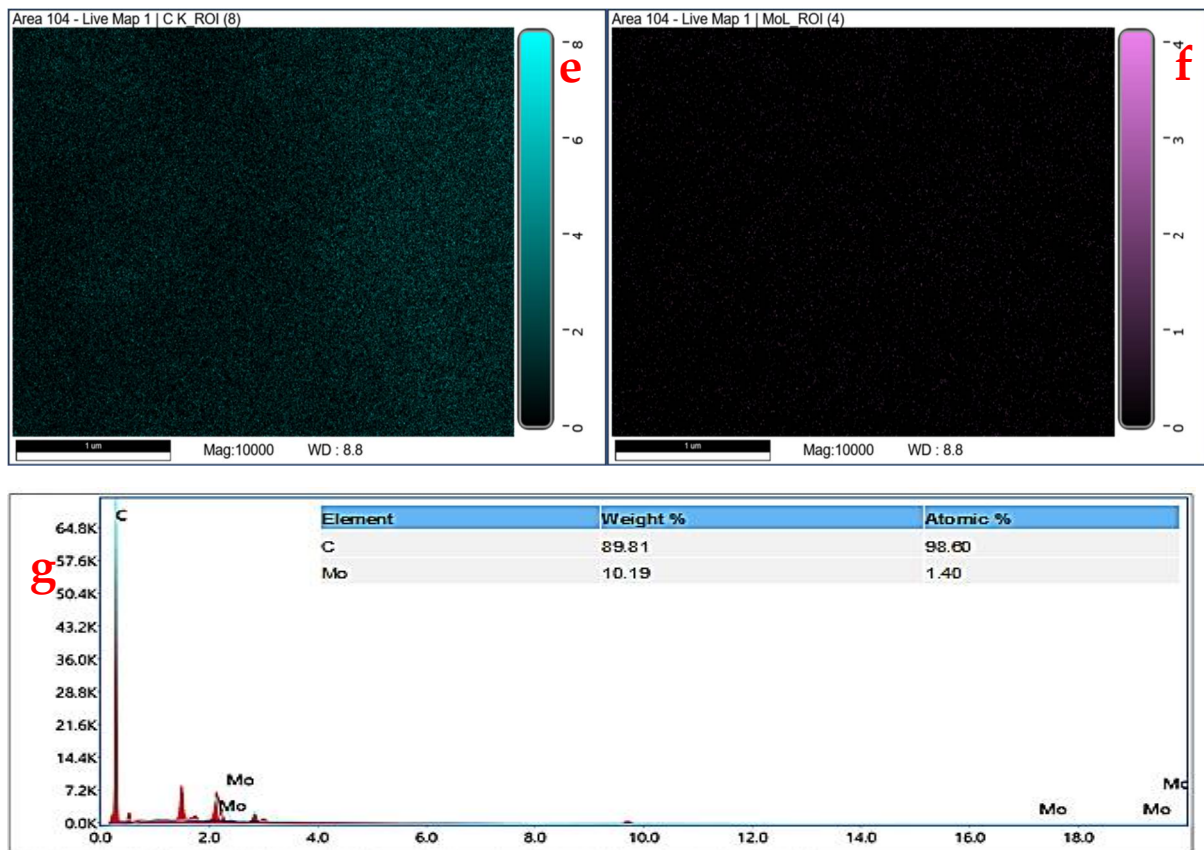 Area 104 - Live Map 1 | C K_ROI (8)
8
6
4
2
0
e
1 um
Mag:10000 WD : 8.8
Area 104 - Live Map 1 | MoL_ROI (4)
4
3
2
1
0
f
1 um
Mag:10000 WD : 8.8
g
64.8K
57.6K
50.4K
43.2K
36.0K
28.8K
21.6K
14.4K
7.2K
0.0K
C
Element Weight % Atomic %
C 89.81 98.60
Mo 10.19 1.40
Mo
Mo
Mo
Mo
Mo
0.0 2.0 4.0 6.0 8.0 10.0 12.0 14.0 16.0 18.0